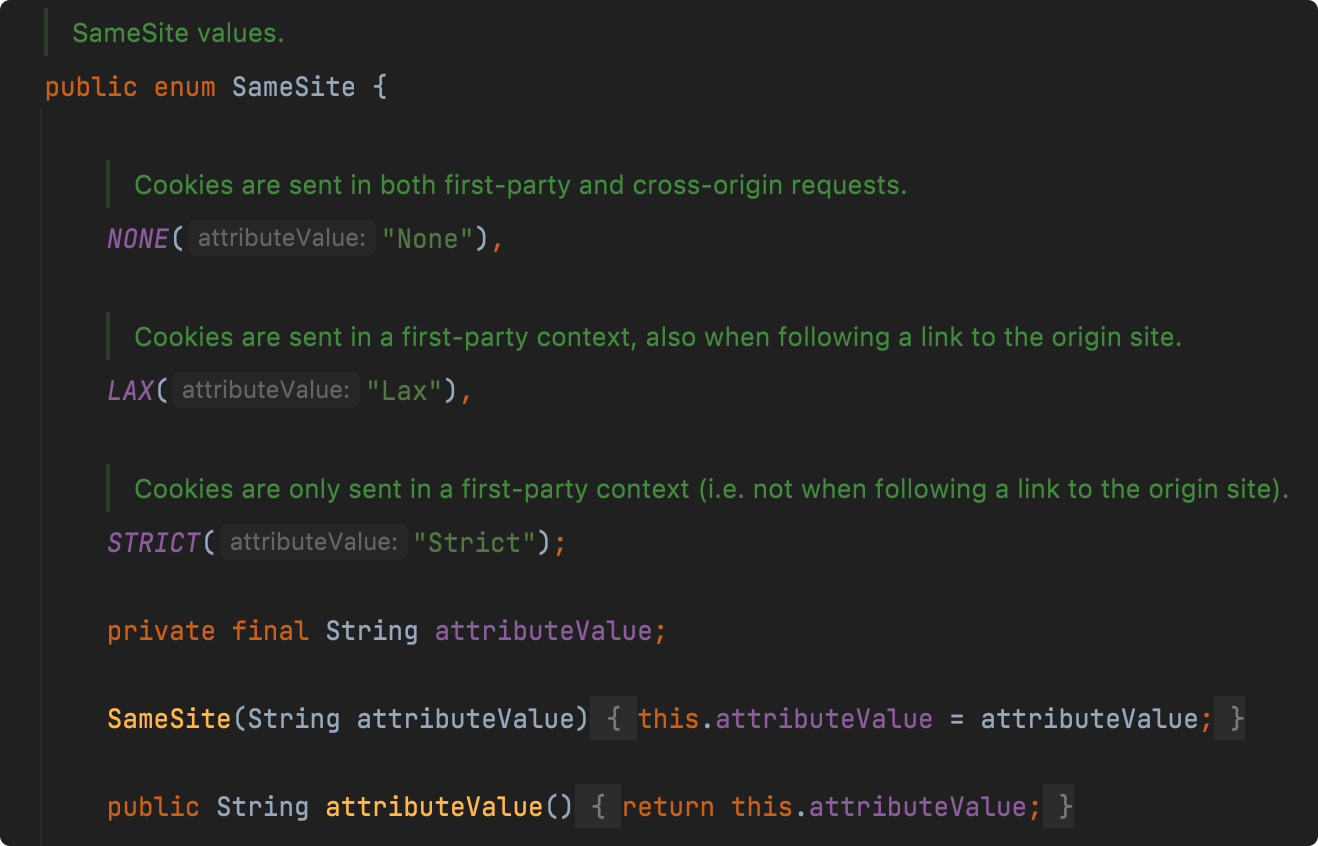 SameSite values.
public enum SameSite {
Cookies are sent in both first-party and cross-origin requests.
NONE( attributeValue: "None"),
Cookies are sent in a first-party context, also when following a link to the origin site.
LAX( attributeValue: "Lax"),
Cookies are only sent in a first-party context (i.e. not when following a link to the origin site).
STRICT( attributeValue: "Strict");
private final String attributeValue;
SameSite(String attributeValue) { this.attributeValue = attributeValue; }
public String attributeValue() { return this.attributeValue; }